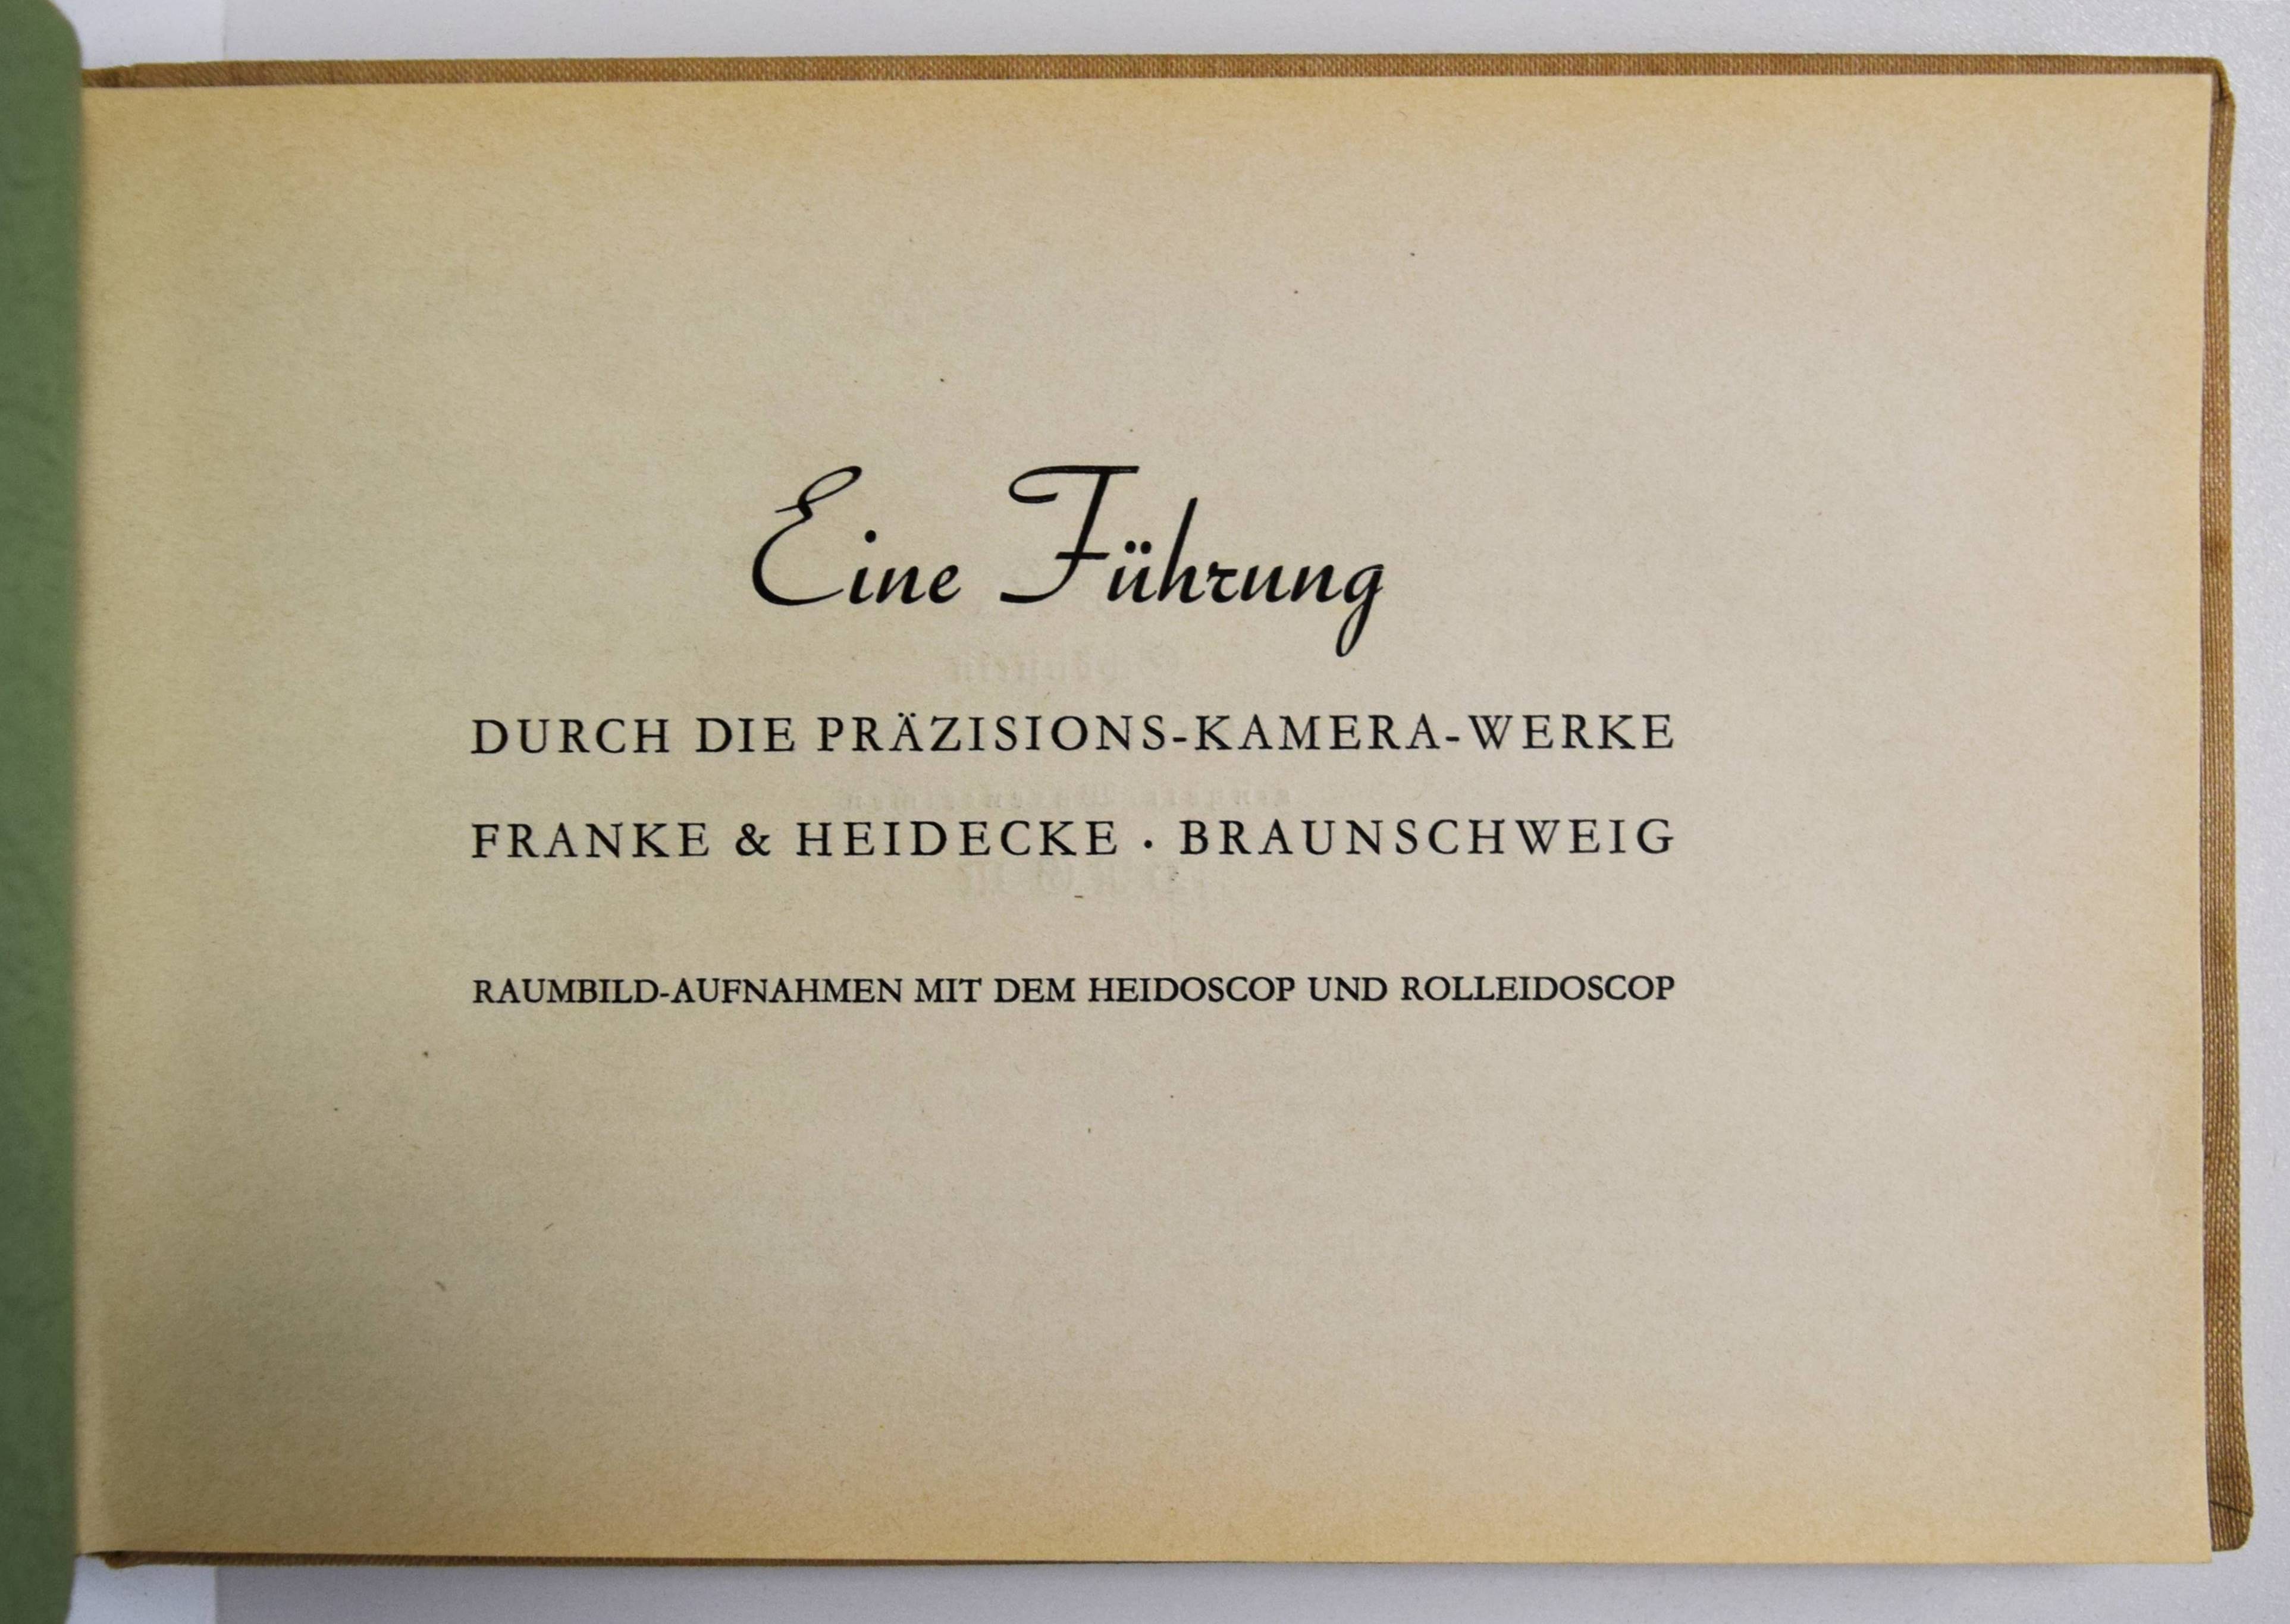 Eine Führung
DURCH DIE PRÄZISIONS-KAMERA-WERKE
FRANKE & HEIDECKE · BRAUNSCHWEIG
RAUMBILD-AUFNAHMEN MIT DEM HEIDOSCOP UND ROLLEIDOSCOP